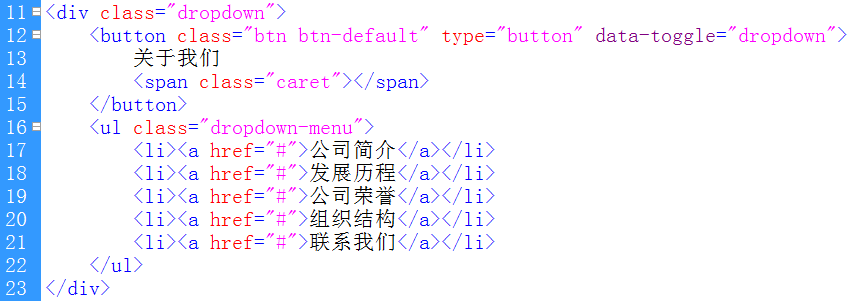 11 <div class="dropdown">
12     <button class="btn btn-default" type="button" data-toggle="dropdown">
13         关于我们
14         <span class="caret"></span>
15     </button>
16     <ul class="dropdown-menu">
17         <li><a href="#">公司简介</a></li>
18         <li><a href="#">发展历程</a></li>
19         <li><a href="#">公司荣誉</a></li>
20         <li><a href="#">组织结构</a></li>
21         <li><a href="#">联系我们</a></li>
22     </ul>
23 </div>